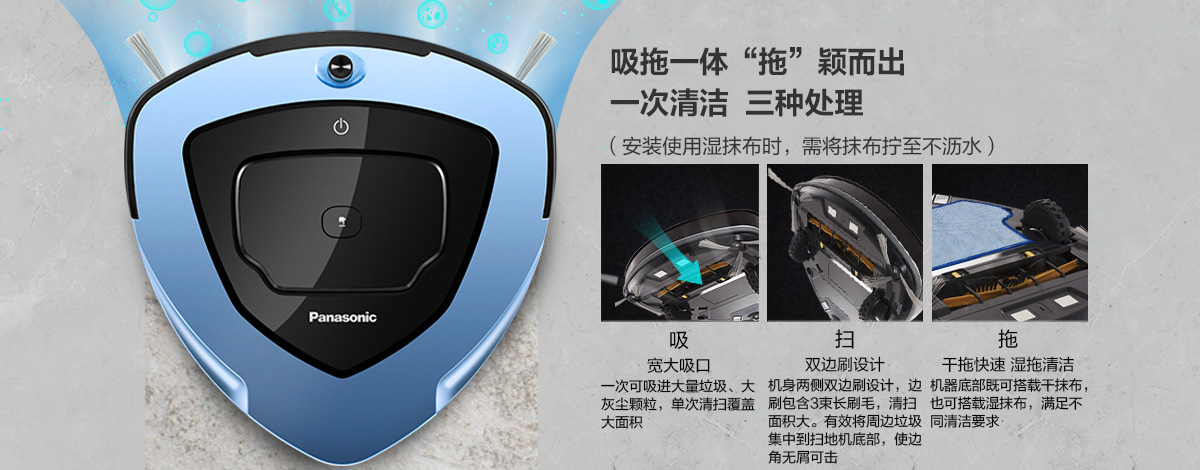 吸拖一体“拖”颖而出
一次清洁 三种处理
（安装使用湿抹布时，需将抹布拧至不沥水）
Panasonic
吸
宽大吸口
一次可吸进大量垃圾、大
灰尘颗粒，单次清扫覆盖
大面积
扫
双边刷设计
机身两侧双边刷设计，边
刷包含3束长刷毛，清扫
面积大。有效将周边垃圾
集中到扫地机底部，使边
角无屑可击
拖
干拖快速 湿拖清洁
机器底部既可搭载干抹布，
也可搭载湿抹布，满足不
同清洁要求